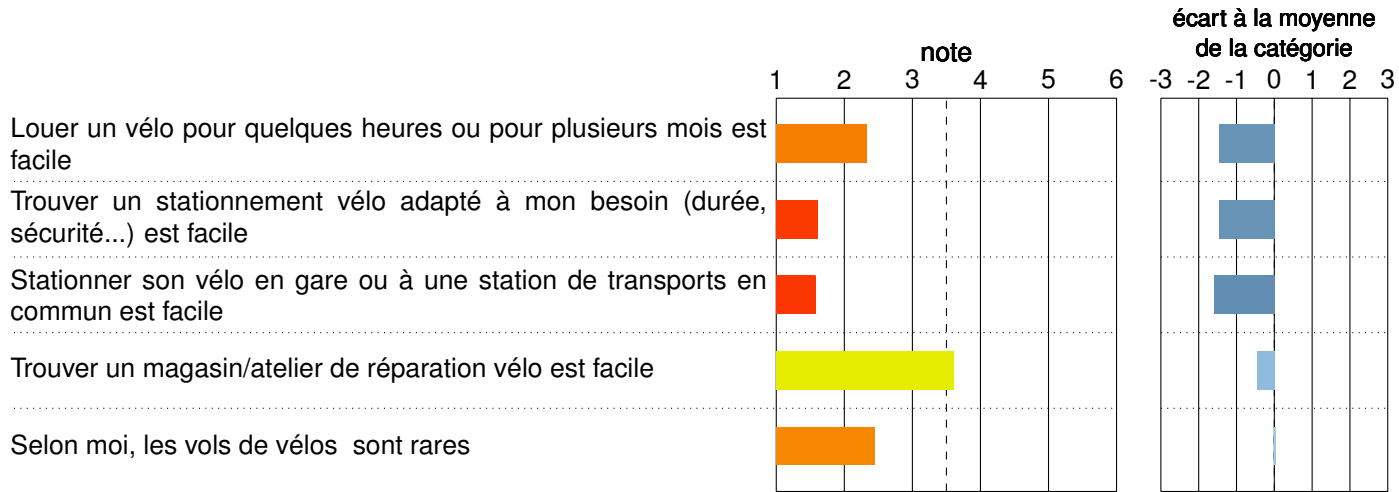 écart à la moyenne
note de la catégorie
1 2 3 4 5 6 -3 -2 -1 0 1 2 3
Louer un vélo pour quelques heures ou pour plusieurs mois est
facile
Trouver un stationnement vélo adapté à mon besoin (durée,
sécurité...) est facile
Stationner son vélo en gare ou à une station de transports en
commun est facile
Trouver un magasin/atelier de réparation vélo est facile
Selon moi, les vols de vélos sont rares